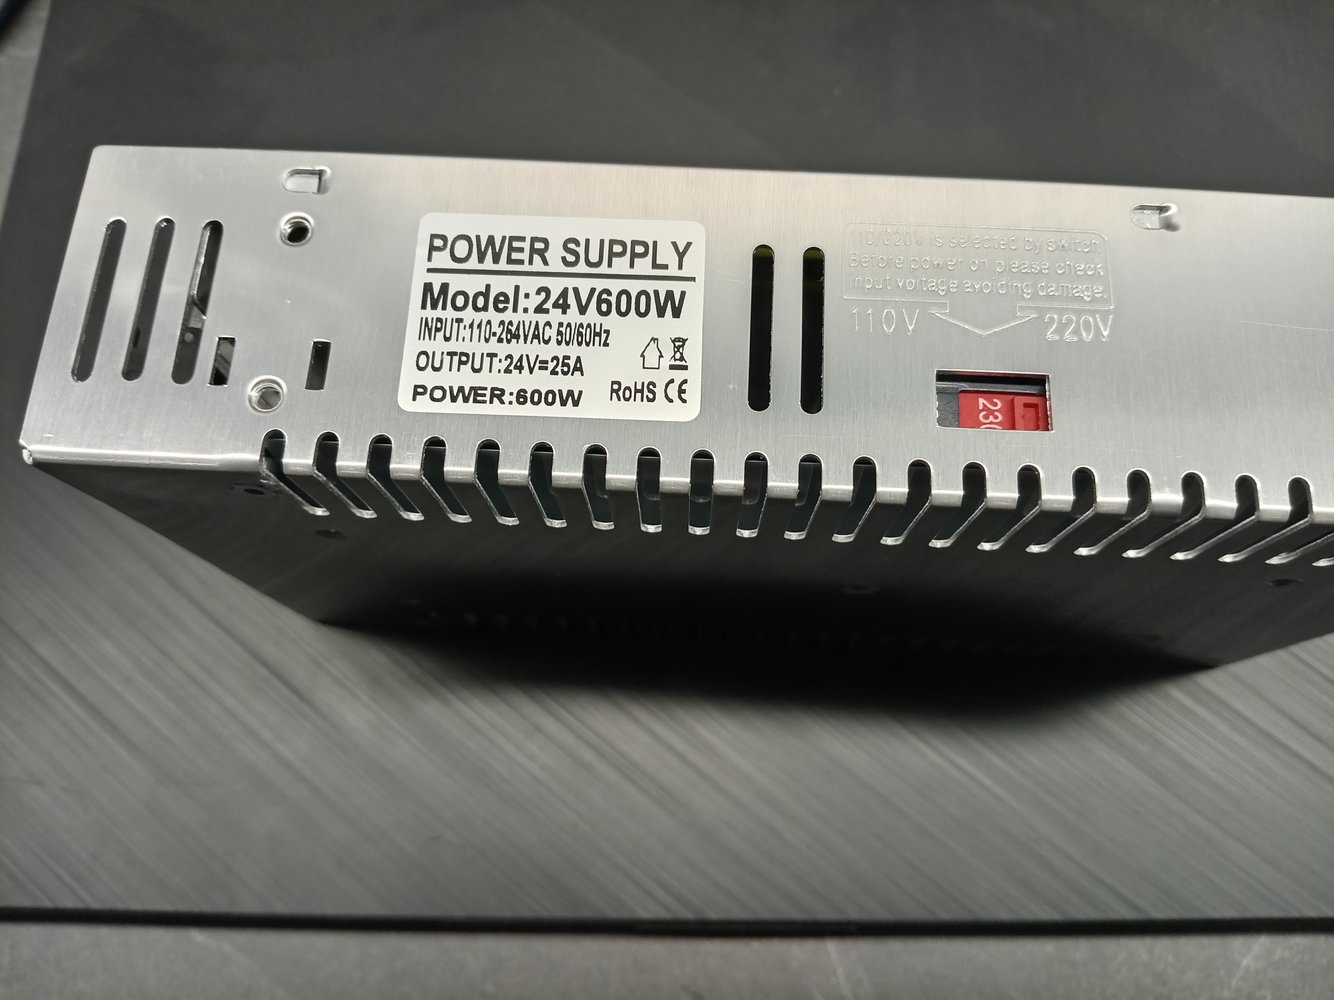 POWER SUPPLY
Model:24V600W
INPUT:110-264VAC 50/60Hz
OUTPUT:24V=25A
POWER:600W
RoHS CE
110/220V is selected by switch
Before power on please check
input voltage avoiding damage.
110V 220V